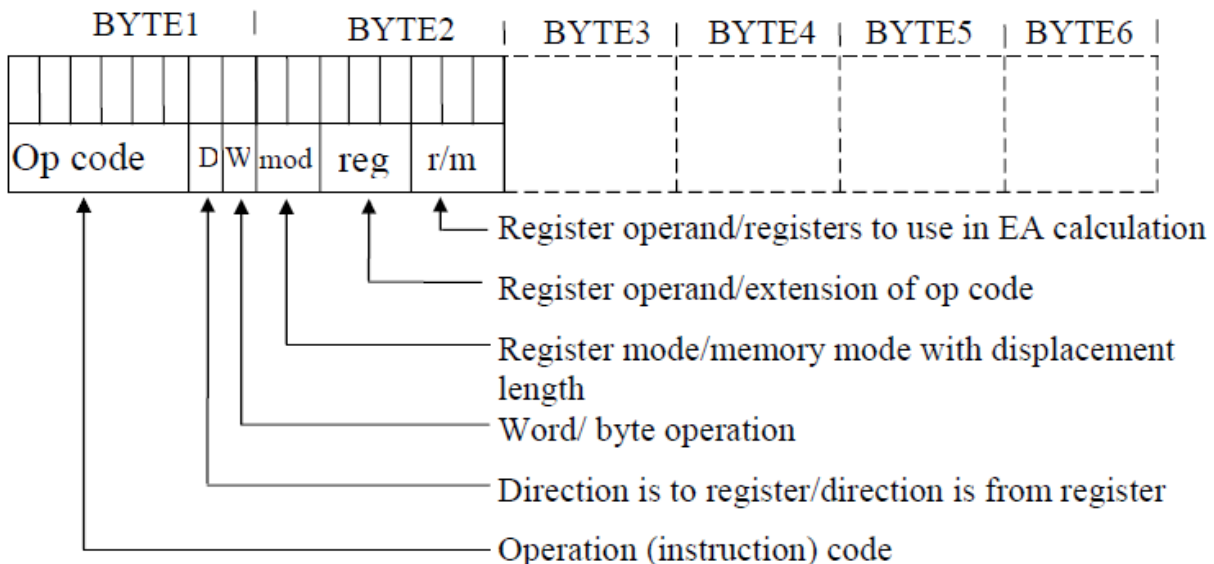 BYTE1 BYTE2 BYTE3 BYTE4 BYTE5 BYTE6
Op code D W mod reg r/m
Register operand/registers to use in EA calculation
Register operand/extension of op code
Register mode/memory mode with displacement
length
Word/ byte operation
Direction is to register/direction is from register
Operation (instruction) code